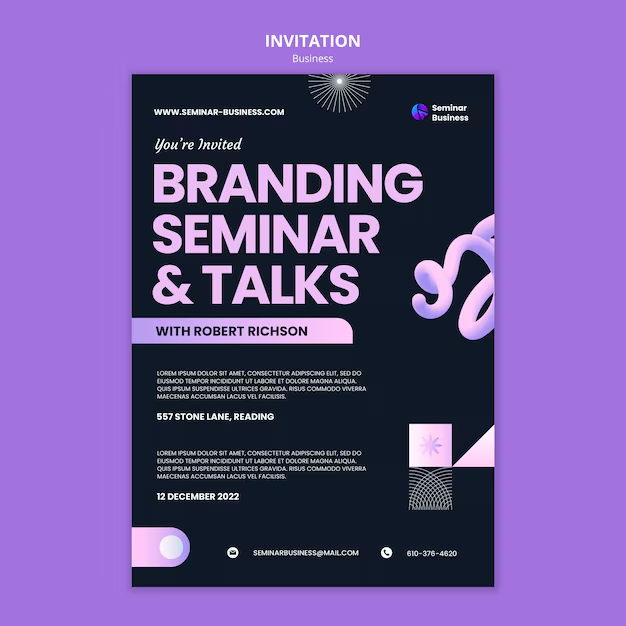 INVITATION
Business
WWW.SEMINAR-BUSINESS.COM
Seminar
Business
You're Invited
BRANDING
SEMINAR
& TALKS
WITH ROBERT RICHSON
LOREM IPSUM DOLOR SIT AMET, CONSECTETUR ADIPISCING ELIT, SED DO
EIUSMOD TEMPOR INCIDIDUNT UT LABORE ET DOLORE MAGNA ALIQUA.
QUIS IPSUM SUSPENDISSE ULTRICES GRAVIDA. RISUS COMMODO VIVERRA
MAECENAS ACCUMSAN LACUS VEL FACILISIS.
557 STONE LANE, READING
LOREM IPSUM DOLOR SIT AMET, CONSECTETUR ADIPISCING ELIT, SED DO
EIUSMOD TEMPOR INCIDIDUNT UT LABORE ET DOLORE MAGNA ALIQUA.
QUIS IPSUM SUSPENDISSE ULTRICES GRAVIDA. RISUS COMMODO VIVERRA
MAECENAS ACCUMSAN LACUS VEL FACILISIS.
12 DECEMBER 2022
SEMINARBUSINESS@MAIL.COM
610-376-4620